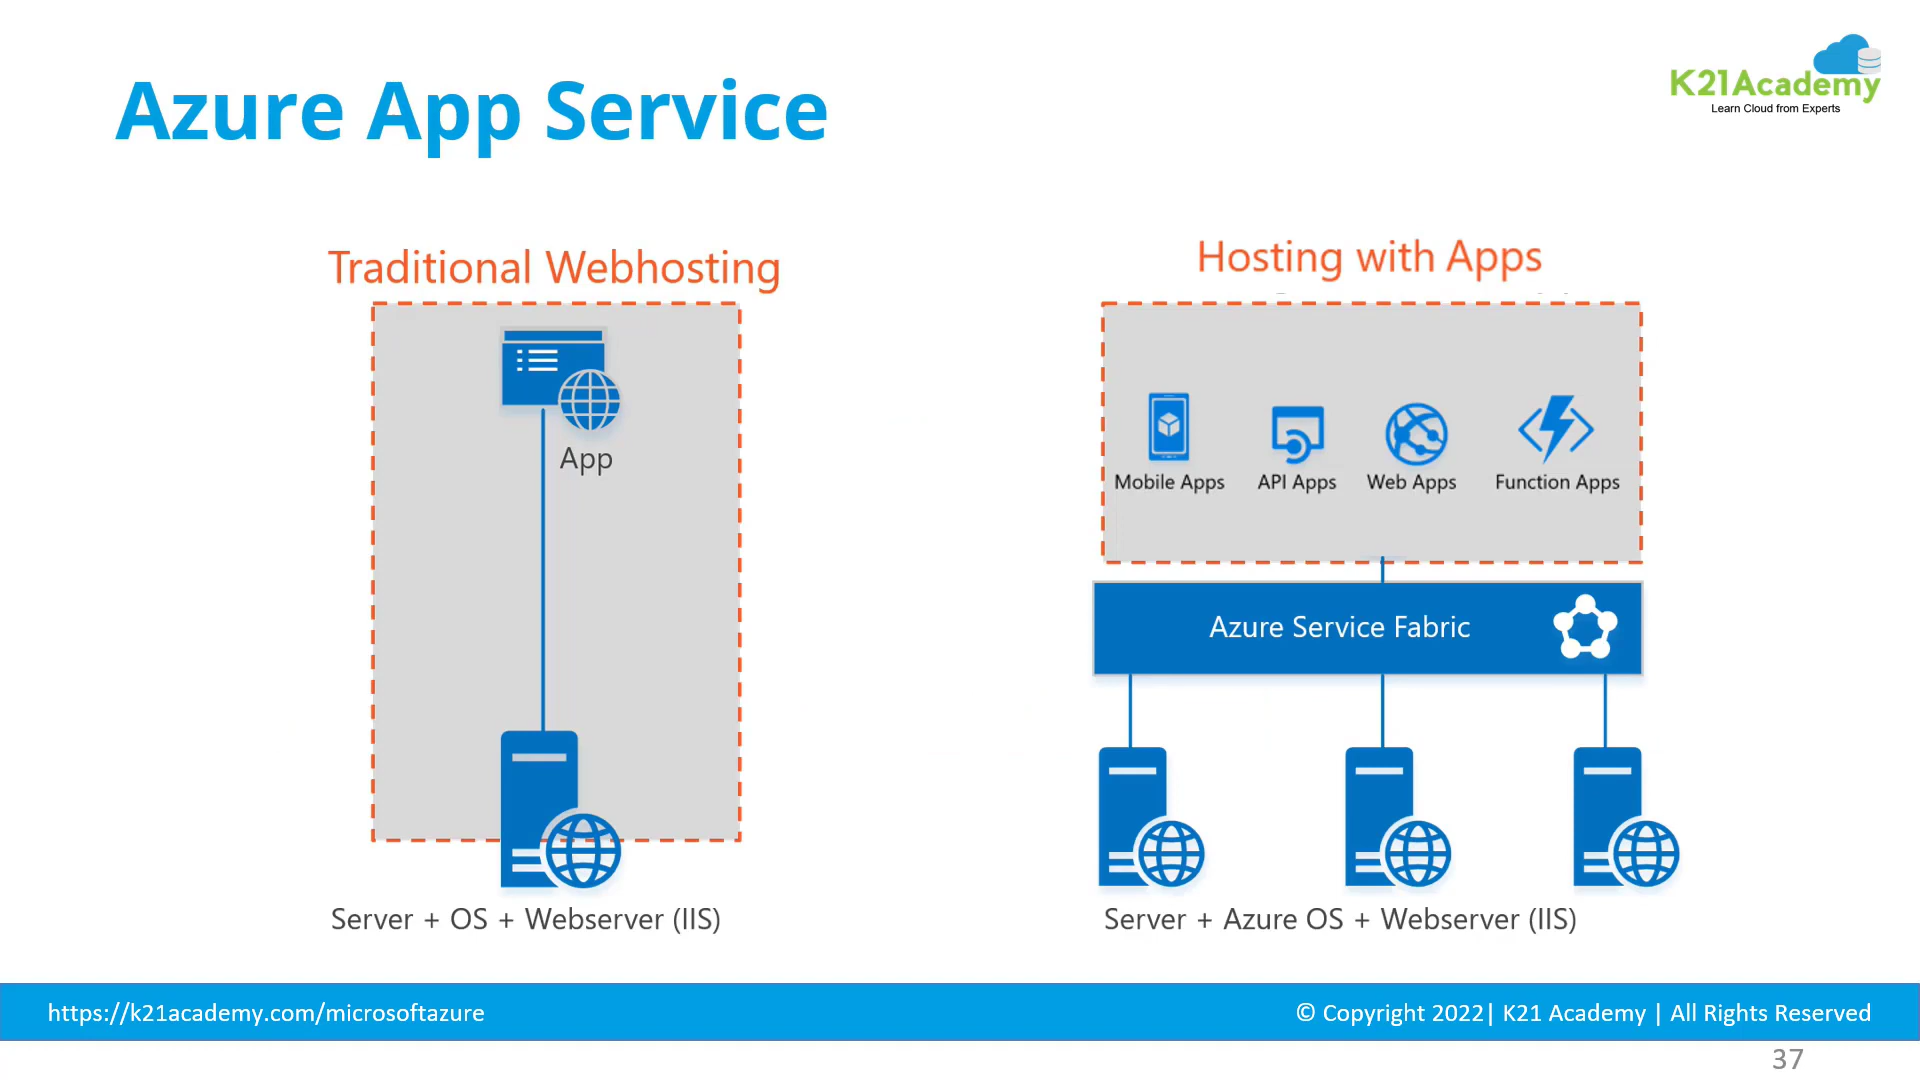 Azure App Service
K21Academy
Learn Cloud from Experts
Traditional Webhosting
App
Server + OS + Webserver (IIS)
Hosting with Apps
Mobile Apps
API Apps
Web Apps
Function Apps
Azure Service Fabric
Server + Azure OS + Webserver (IIS)
https://k21academy.com/microsoftazure
© Copyright 2022| K21 Academy | All Rights Reserved
37